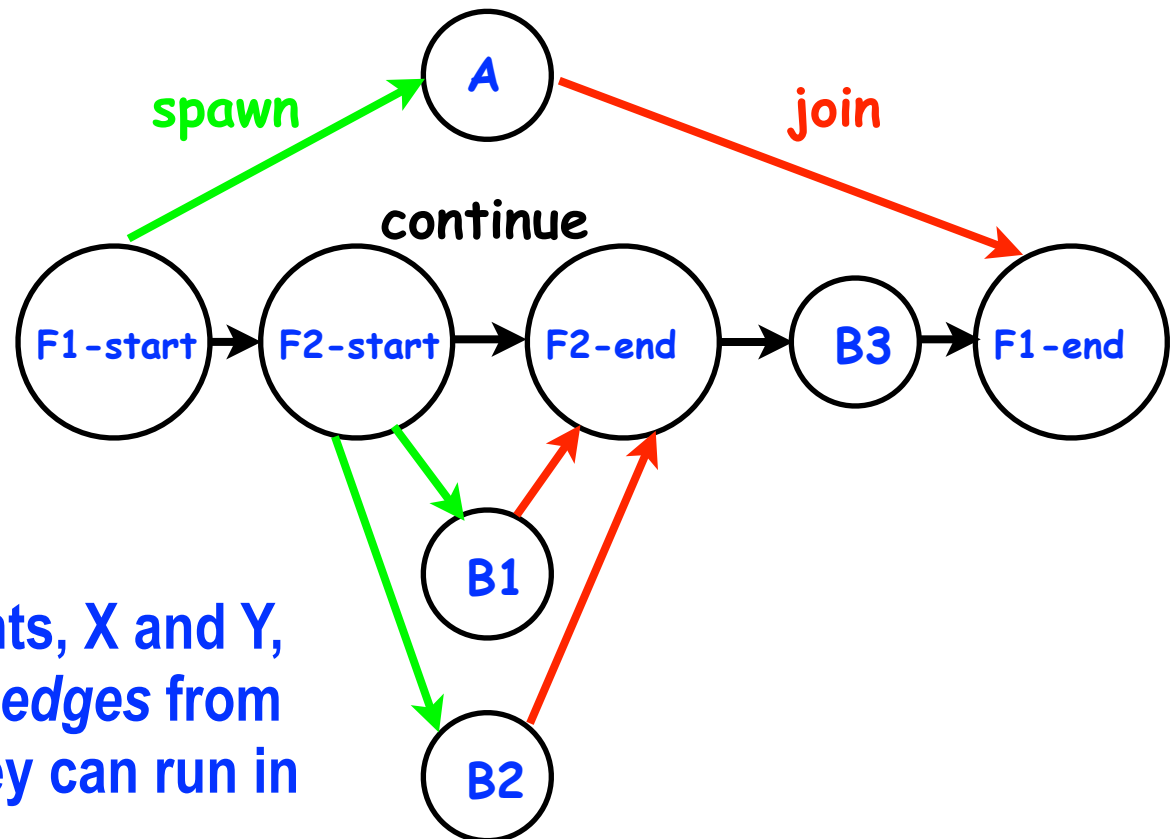 A
spawn
join
continue
F1-start
F2-start
F2-end
B3
F1-end
B1
nts, X and Y,
edges from
B2
ey can run in